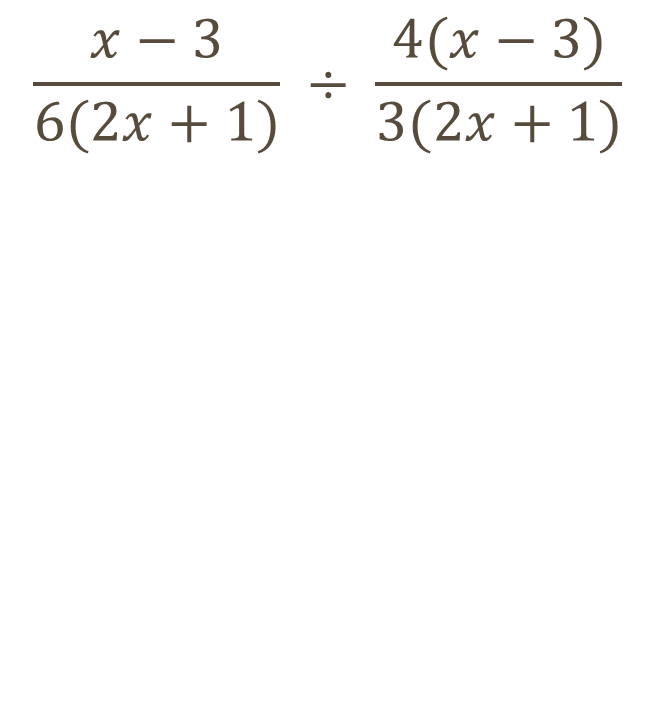 x − 3 4(x − 3)
÷
6(2x + 1) 3(2x + 1)